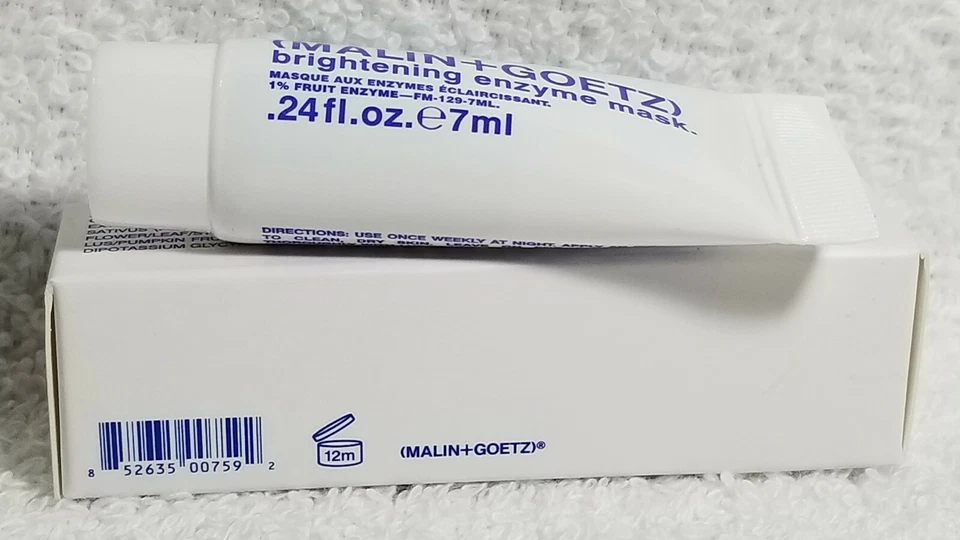 (MALIN+GOETZ)
brightening enzyme mask.
MASQUE AUX ENZYMES ÉCLAIRCISSANT.
1% FRUIT ENZYME—FM-129-7ML.
.24fl.oz.℮7ml
DIRECTIONS: USE ONCE WEEKLY AT NIGHT. APPLY
TO CLEAN, DRY SKIN.
SATIVUS
FLOWER/LEAF/
LUS/PUMPKIN
DIPOTASSIUM
8 52635 00759 2
12m
(MALIN+GOETZ)®